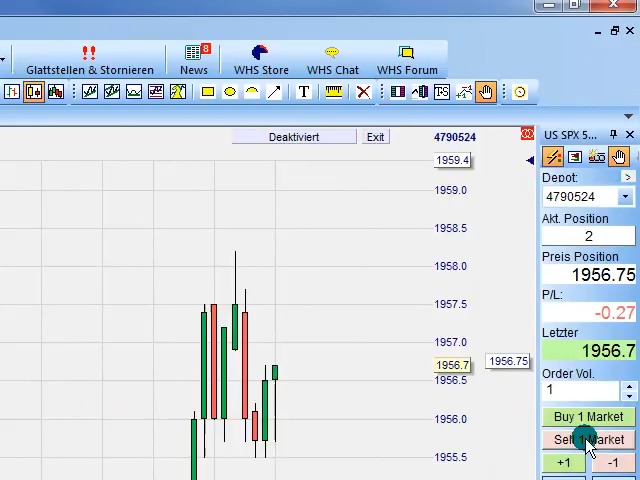 Glattstellen & Stornieren
8
News
WHS Store
WHS Chat
WHS Forum
T
T-S
Deaktiviert
Exit
4790524
1959.4
1959.0
1958.5
1958.0
1957.5
1957.0
1956.7
1956.75
1956.5
1956.0
1955.5
US SPX 5...
Depot:
>
4790524
Akt. Position
2
Preis Position
1956.75
P/L:
-0.27
Letzter
1956.7
Order Vol.
1
Buy 1 Market
Sell 1 Market
+1
-1